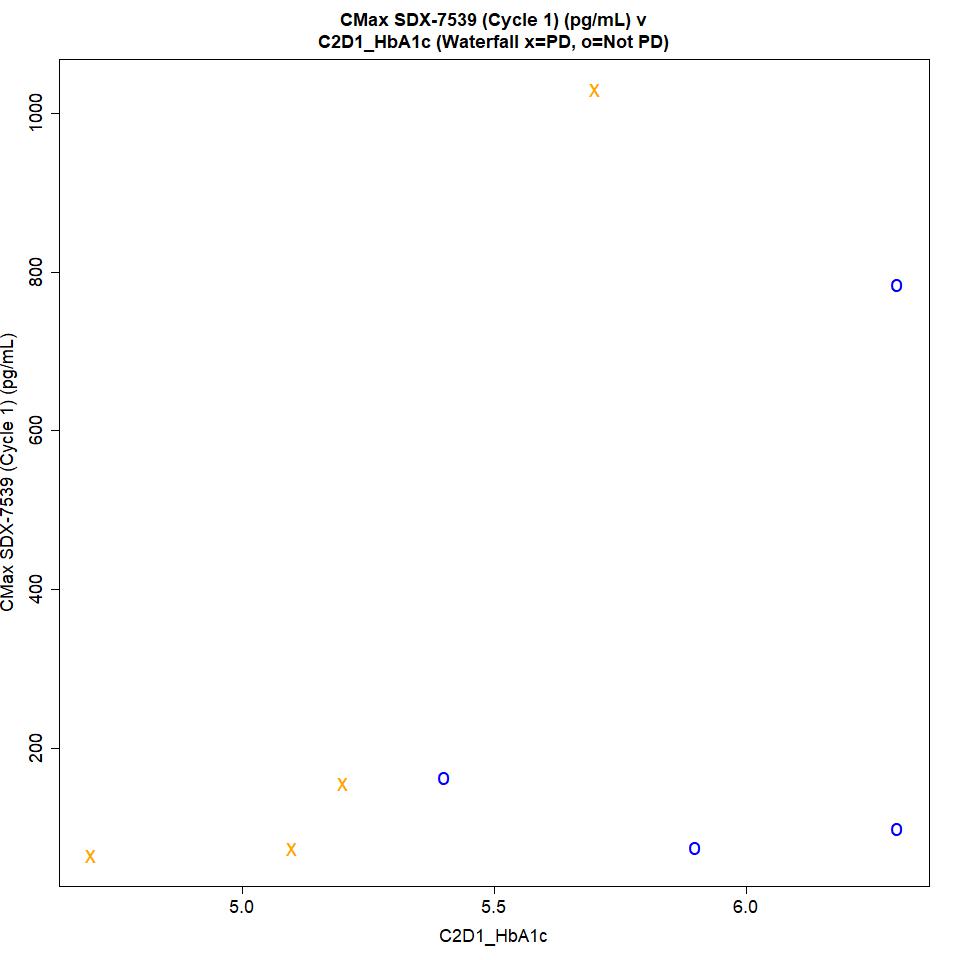 CMax SDX-7539 (Cycle 1) (pg/mL) v
C2D1_HbA1c (Waterfall x=PD, o=Not PD)
CMax SDX-7539 (Cycle 1) (pg/mL)
1000
800
600
400
200
x
o
x
o
x
o
x
o
5.0
5.5
6.0
C2D1_HbA1c